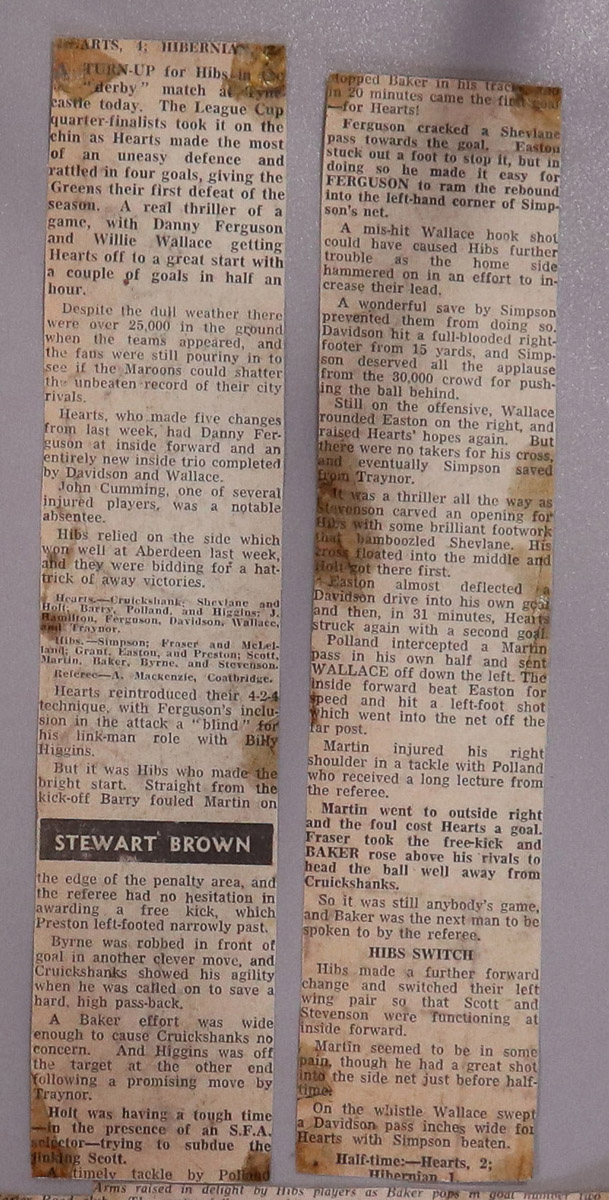 ARTS, 4; HIBERNIA
A TURN-UP for Hibs in
"derby" match at Tyne-
castle today. The League Cup
quarter-finalists took it on the
chin as Hearts made the most
of an uneasy defence and
rattled in four goals, giving the
Greens their first defeat of the
season. A real thriller of a
game, with Danny Ferguson
and Willie Wallace getting
Hearts off to a great start with
a couple of goals in half an
hour.
Despite the dull weather there
were over 25,000 in the ground
when the teams appeared, and
the fans were still pouring in to
see if the Maroons could shatter
the unbeaten record of their city
rivals.
Hearts, who made five changes
from last week, had Danny Fer-
guson at inside forward and an
entirely new inside trio completed
by Davidson and Wallace.
John Cumming, one of several
injured players, was a notable
absentee.
Hibs relied on the side which
won well at Aberdeen last week,
and they were bidding for a hat-
trick of away victories.
Hearts.—Cruickshank; Shevlane and
Holt; Barry, Polland, and Higgins; J.
Hamilton, Ferguson, Davidson, Wallace,
and Traynor.
Hibs.—Simpson; Fraser and McLel-
land; Grant, Easton, and Preston; Scott,
Martin, Baker, Byrne, and Stevenson.
Referee—A. Mackenzie, Coatbridge.
Hearts reintroduced their 4-2-4
technique, with Ferguson's inclu-
sion in the attack a "blind" for
his link-man role with Billy
Higgins.
But it was Hibs who made the
bright start. Straight from the
kick-off Barry fouled Martin on
STEWART BROWN
the edge of the penalty area, and
the referee had no hesitation in
awarding a free kick, which
Preston left-footed narrowly past.
Byrne was robbed in front of
goal in another clever move, and
Cruickshanks showed his agility
when he was called on to save a
hard, high pass-back.
A Baker effort was wide
enough to cause Cruickshanks no
concern. And Higgins was off
the target at the other end
following a promising move by
Traynor.
Holt was having a tough time
—in the presence of an S.F.A.
selector—trying to subdue the
jinking Scott.
A timely tackle by Polland
stopped Baker in his tracks
in 20 minutes came the first goal
—for Hearts!
Ferguson cracked a Shevlane
pass towards the goal. Easton
stuck out a foot to stop it, but in
doing so he made it easy for
FERGUSON to ram the rebound
into the left-hand corner of Simp-
son's net.
A mis-hit Wallace hook shot
could have caused Hibs further
trouble as the home side
hammered on in an effort to in-
crease their lead.
A wonderful save by Simpson
prevented them from doing so.
Davidson hit a full-blooded right-
footer from 15 yards, and Simp-
son deserved all the applause
from the 30,000 crowd for push-
ing the ball behind.
Still on the offensive, Wallace
rounded Easton on the right, and
raised Hearts' hopes again. But
there were no takers for his cross,
and eventually Simpson saved
from Traynor.
It was a thriller all the way as
Stevenson carved an opening for
Hibs with some brilliant footwork
that bamboozled Shevlane. His
cross floated into the middle and
Holt got there first.
Easton almost deflected a
Davidson drive into his own goal
and then, in 31 minutes, Hearts
struck again with a second goal.
Polland intercepted a Martin
pass in his own half and sent
WALLACE off down the left. The
inside forward beat Easton for
speed and hit a left-foot shot
which went into the net off the
far post.
Martin injured his right
shoulder in a tackle with Polland
who received a long lecture from
the referee.
Martin went to outside right
and the foul cost Hearts a goal.
Fraser took the free-kick and
BAKER rose above his rivals to
head the ball well away from
Cruickshanks.
So it was still anybody's game,
and Baker was the next man to be
spoken to by the referee.
HIBS SWITCH
Hibs made a further forward
change and switched their left
wing pair so that Scott and
Stevenson were functioning at
inside forward.
Martin seemed to be in some
pain, though he had a great shot
into the side net just before half-
time.
On the whistle Wallace swept
a Davidson pass inches wide for
Hearts with Simpson beaten.
Half-time:—Hearts, 2;
Hibernian 1
Arms raised in delight by Hibs players as Baker pops in goal number